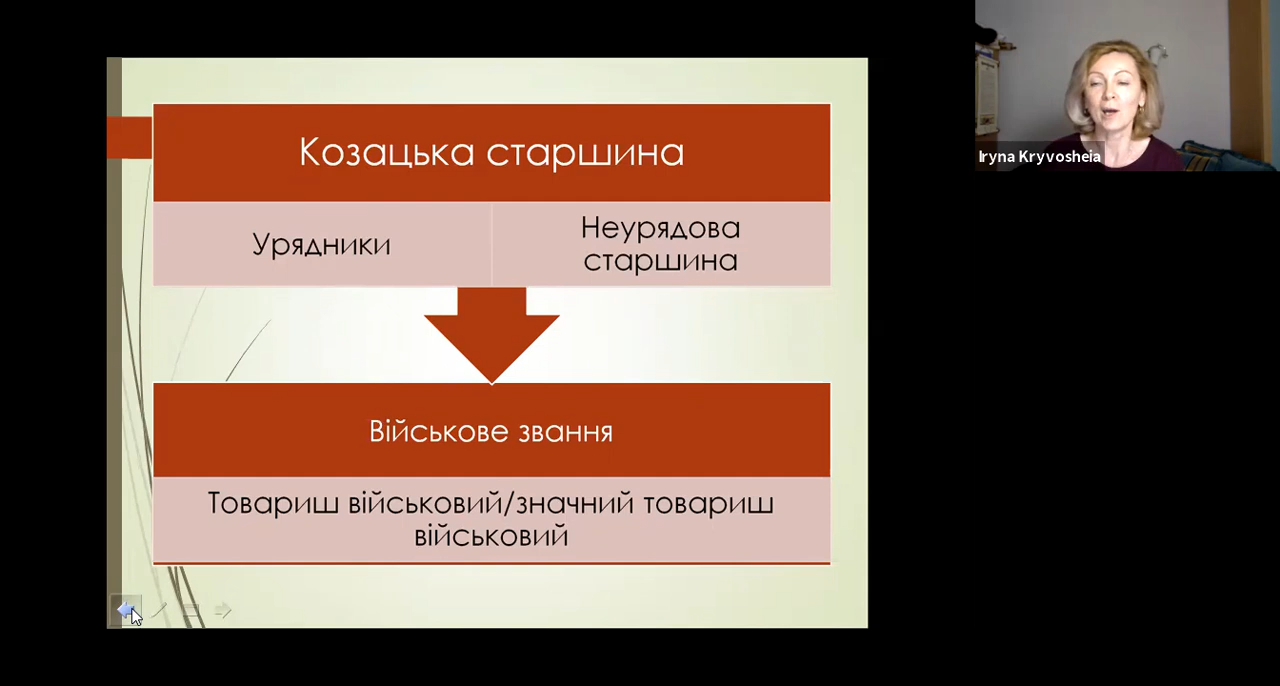 Козацька старшина
Урядники
Неурядова
старшина
Військове звання
Товариш військовий/значний товариш
військовий
Iryna Kryvosheia